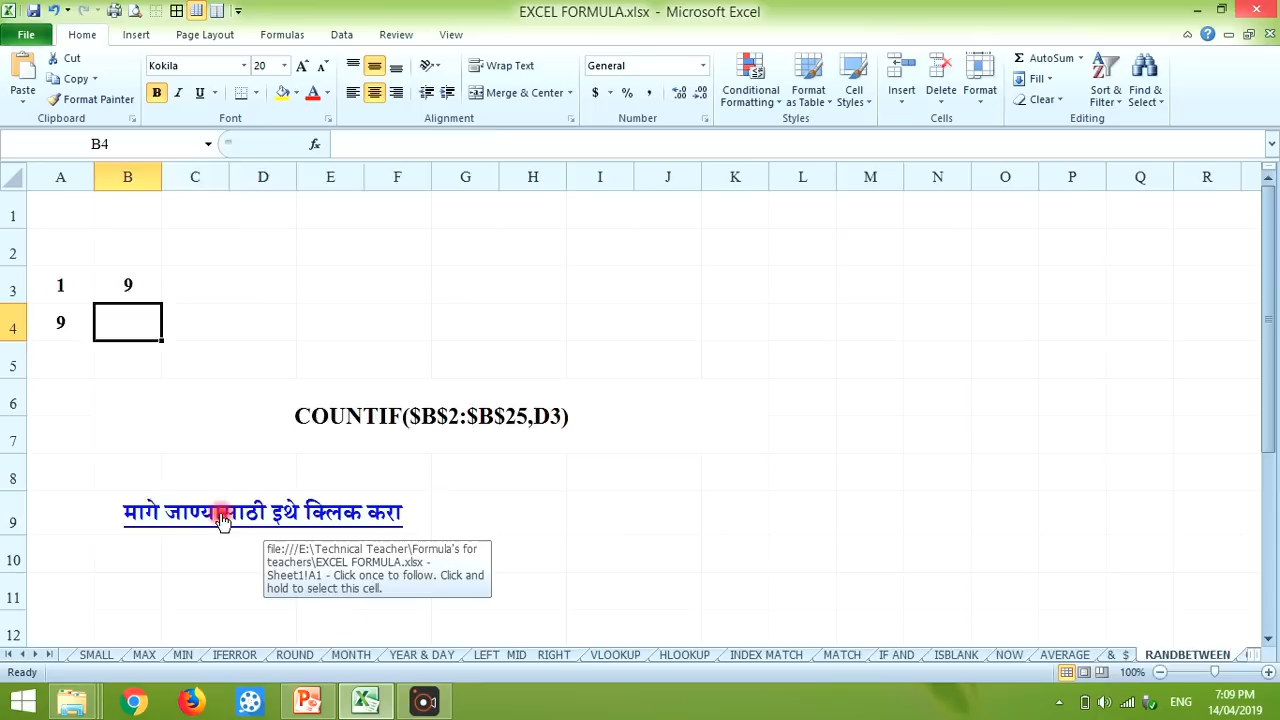 EXCEL FORMULA.xlsx - Microsoft Excel
File Home Insert Page Layout Formulas Data Review View
Cut
Copy
Format Painter
Paste
Clipboard
Kokila 20
B I U
Font
Wrap Text
Merge & Center
Alignment
General
$ % ,
Number
Conditional Formatting
Format as Table
Cell Styles
Styles
Insert Delete Format
Cells
AutoSum
Fill
Clear
Sort & Filter
Find & Select
Editing
B4 fx
A B C D E F G H I J K L M N O P Q R
1
2
3 1 9
4 9
5
6
COUNTIF($B$2:$B$25,D3)
7
8
9 मागे जाण्यासाठी इथे क्लिक करा
file:///E:\Technical Teacher\Formula's for
teachers\EXCEL FORMULA.xlsx -
Sheet1!A1 - Click once to follow. Click and
hold to select this cell.
10
11
12
SMALL MAX MIN IFERROR ROUND MONTH YEAR & DAY LEFT MID RIGHT VLOOKUP HLOOKUP INDEX MATCH MATCH IF AND ISBLANK NOW AVERAGE & $ RANDBETWEEN
Ready 100%
ENG
7:09 PM
14/04/2019